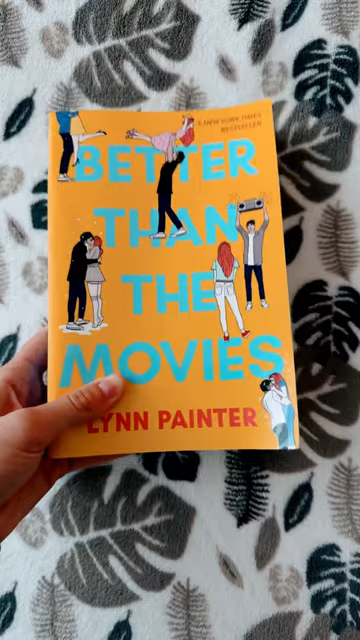 A NEW YORK TIMES
BESTSELLER
BETTER
THAN
THE
MOVIES
LYNN PAINTER